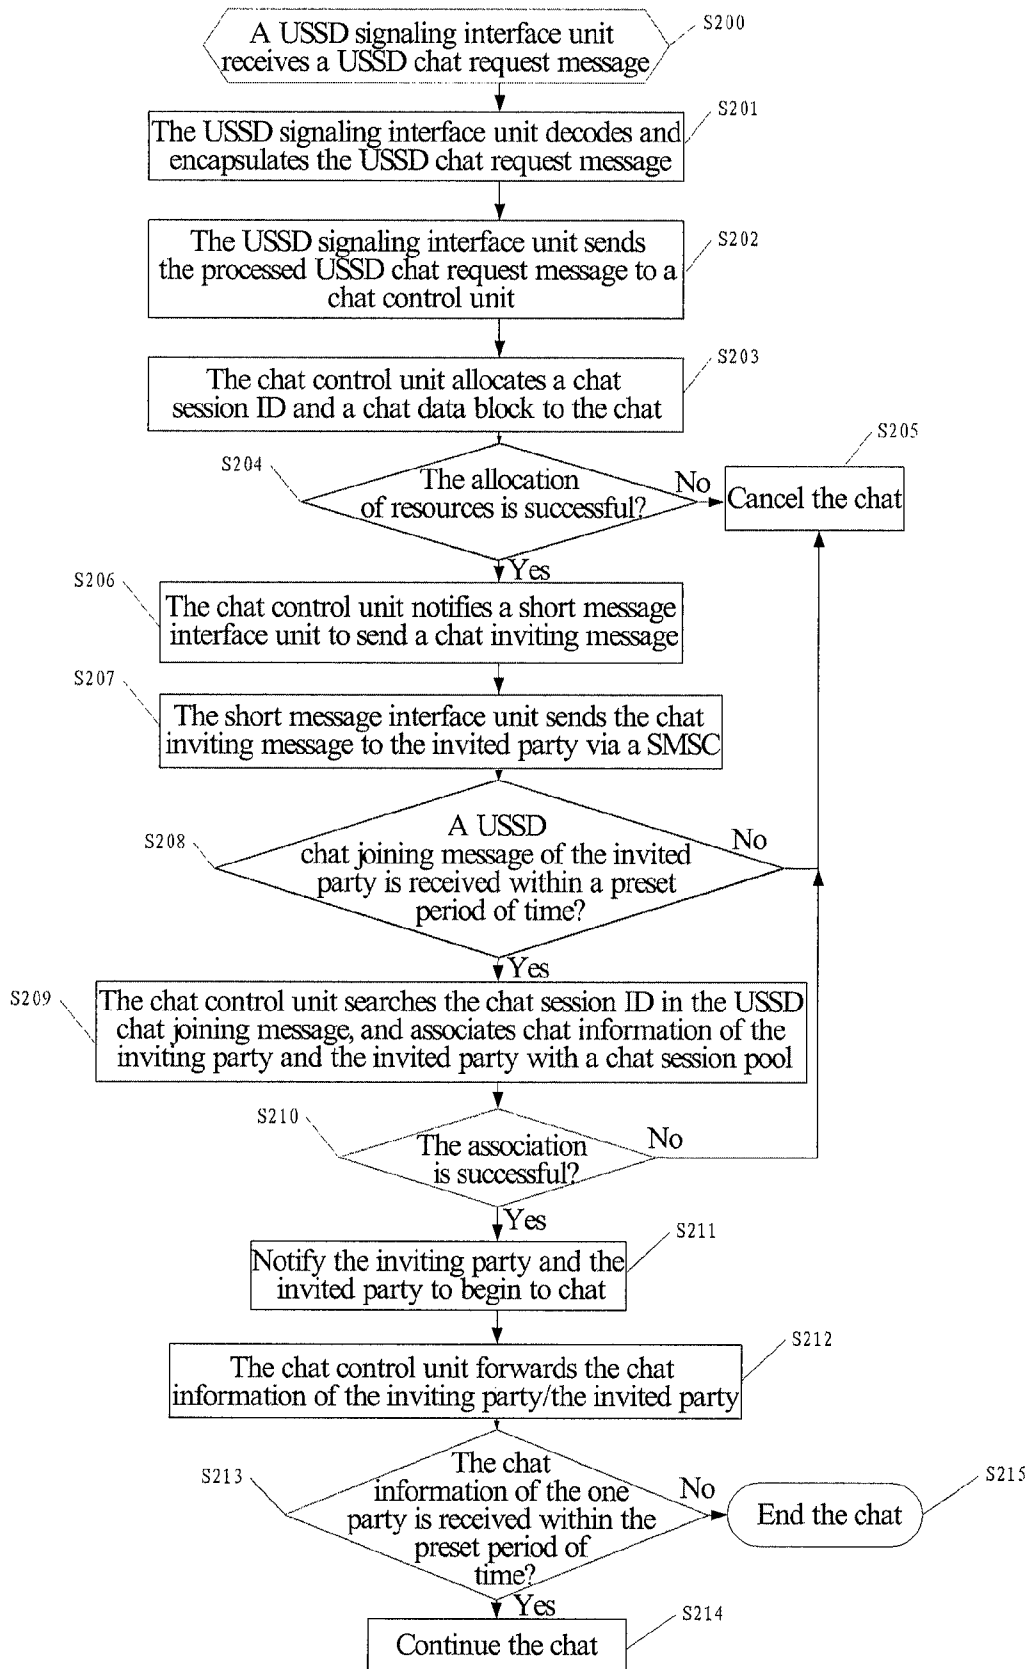 A USSD signaling interface unit
receives a USSD chat request message
S200
The USSD signaling interface unit decodes and
encapsulates the USSD chat request message
S201
The USSD signaling interface unit sends
the processed USSD chat request message to a
chat control unit
S202
The chat control unit allocates a chat
session ID and a chat data block to the chat
S203
S204
The allocation
of resources is successful?
No
Cancel the chat
S205
Yes
S206
The chat control unit notifies a short message
interface unit to send a chat inviting message
S207
The short message interface unit sends the chat
inviting message to the invited party via a SMSC
S208
A USSD
chat joining message of the invited
party is received within a preset
period of time?
No
Yes
S209
The chat control unit searches the chat session ID in the USSD
chat joining message, and associates chat information of the
inviting party and the invited party with a chat session pool
S210
The association
is successful?
No
Yes
Notify the inviting party and the
invited party to begin to chat
S211
The chat control unit forwards the chat
information of the inviting party/the invited party
S212
S213
The chat
information of the one
party is received within the
preset period of
time?
No
End the chat
S215
Yes
Continue the chat
S214